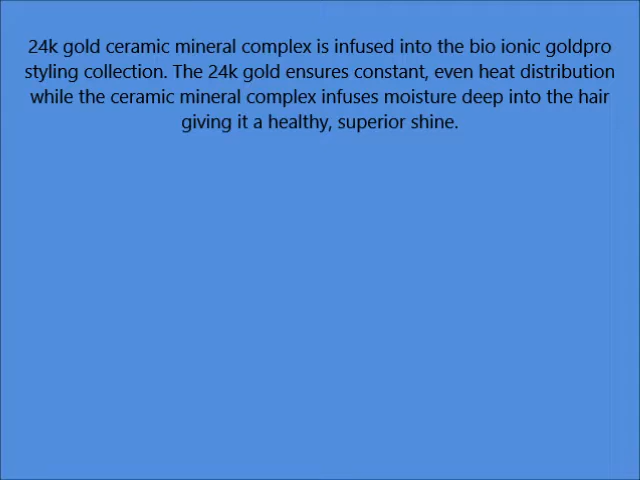 24k gold ceramic mineral complex is infused into the bio ionic goldpro
styling collection. The 24k gold ensures constant, even heat distribution
while the ceramic mineral complex infuses moisture deep into the hair
giving it a healthy, superior shine.